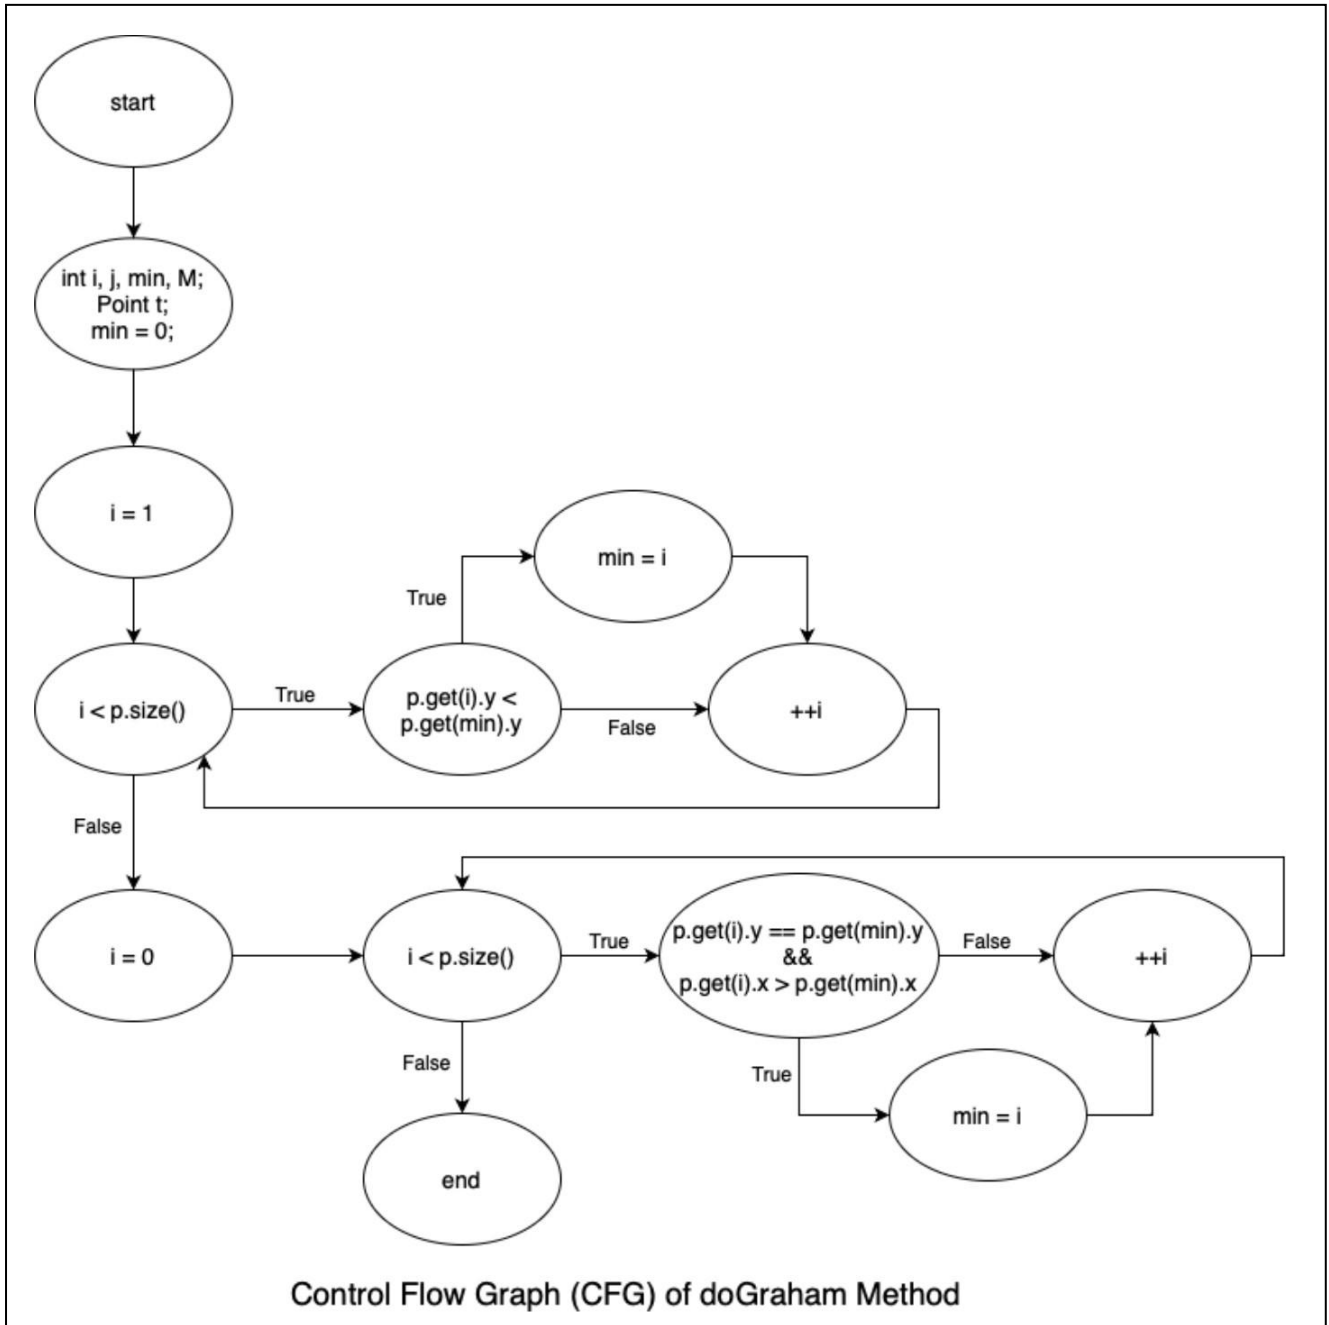 start
int i, j, min, M;
Point t;
min = 0;
i = 1
min = i
True
i < p.size()
True
p.get(i).y <
p.get(min).y
False
++i
False
i = 0
i < p.size()
True
p.get(i).y == p.get(min).y
&&
p.get(i).x > p.get(min).x
False
++i
False
True
min = i
end
Control Flow Graph (CFG) of doGraham Method